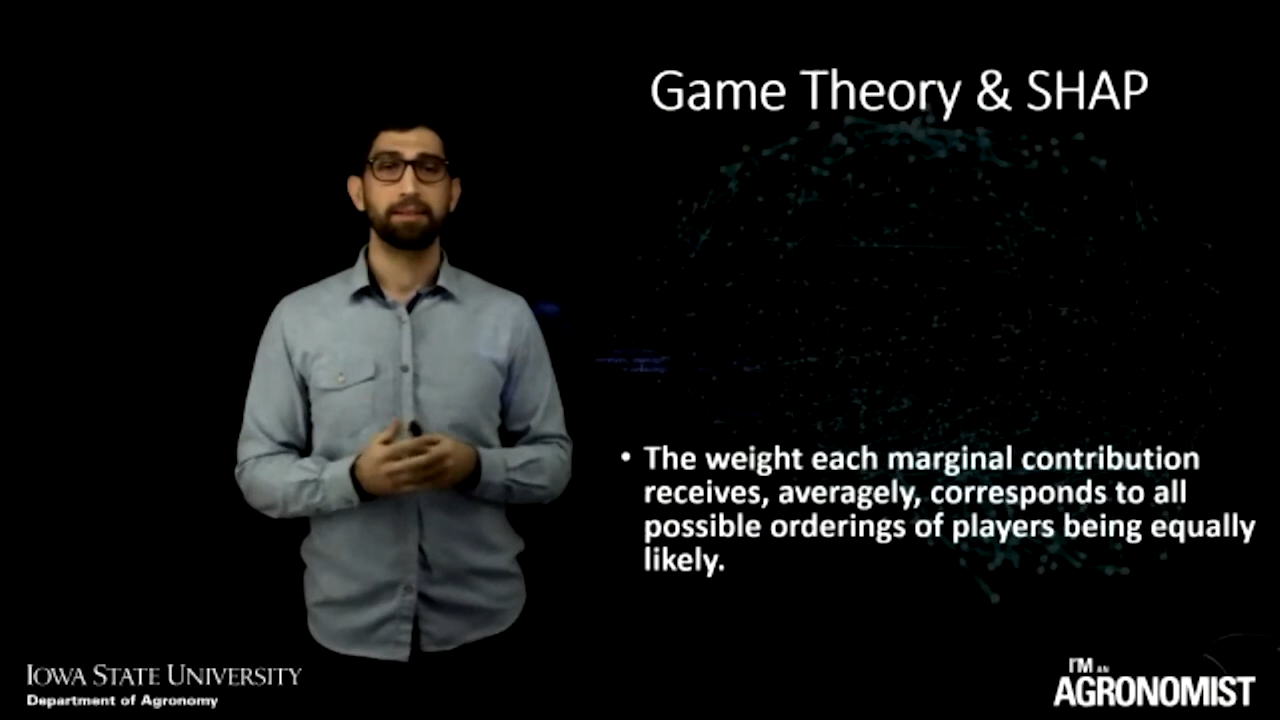 Game Theory & SHAP
• The weight each marginal contribution
receives, averagely, corresponds to all
possible orderings of players being equally
likely.
IOWA STATE UNIVERSITY
Department of Agronomy
I'M AN
AGRONOMIST